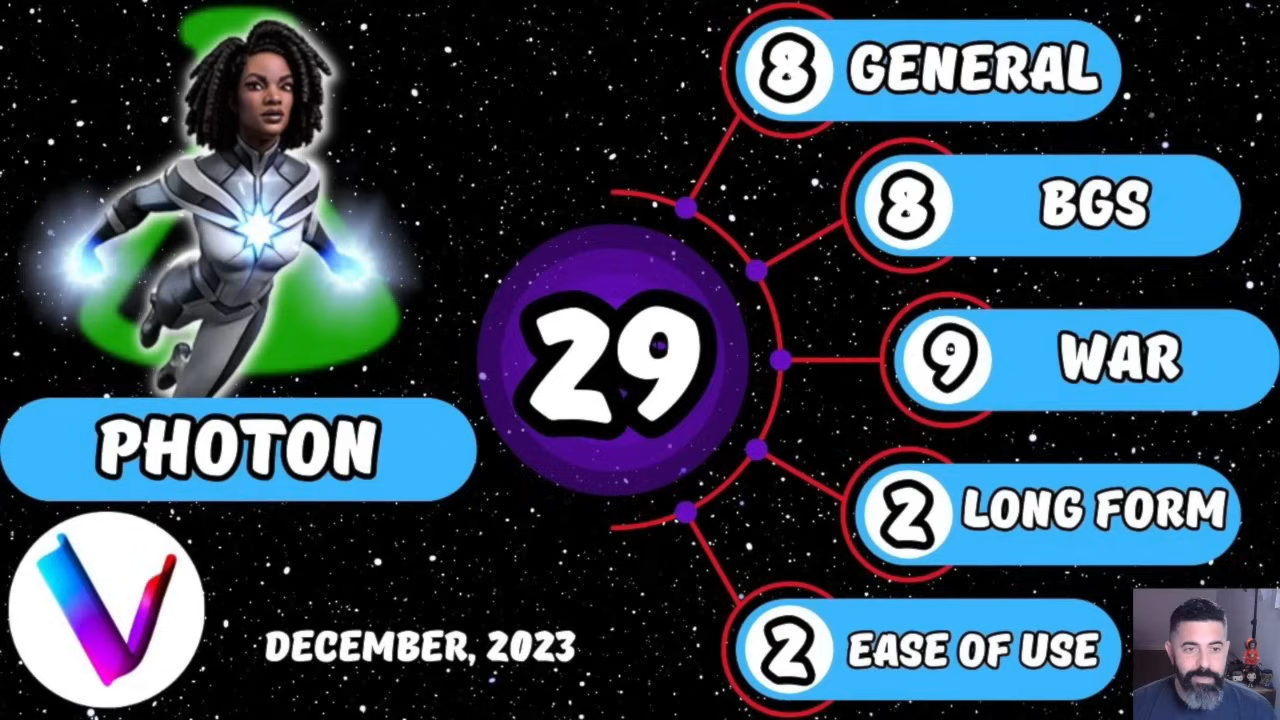 8 GENERAL
8 BGS
9 WAR
29
PHOTON
2 LONG FORM
2 EASE OF USE
V
DECEMBER, 2023